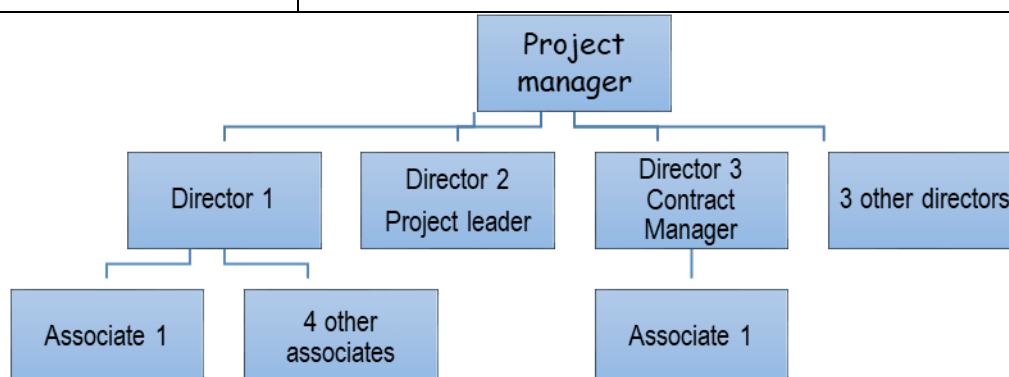 Project
manager
Director 1
Director 2
Project leader
Director 3
Contract
Manager
3 other directors
Associate 1
4 other
associates
Associate 1